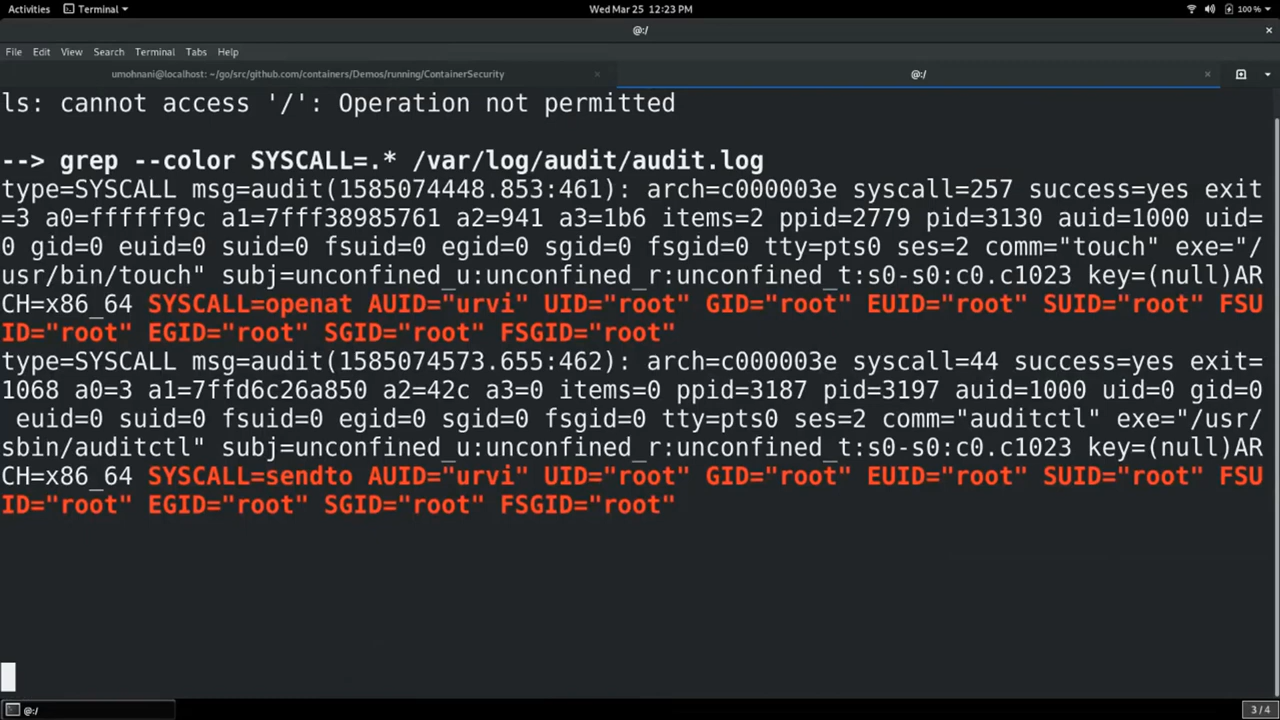 Activities Terminal Wed Mar 25 12:23 PM 100 %
@:/
File Edit View Search Terminal Tabs Help
umohnani@localhost: ~/go/src/github.com/containers/Demos/running/ContainerSecurity @:/
ls: cannot access '/': Operation not permitted
--> grep --color SYSCALL=.* /var/log/audit/audit.log
type=SYSCALL msg=audit(1585074448.853:461): arch=c000003e syscall=257 success=yes exit
=3 a0=ffffff9c a1=7fff38985761 a2=941 a3=1b6 items=2 ppid=2779 pid=3130 auid=1000 uid=
0 gid=0 euid=0 suid=0 fsuid=0 egid=0 sgid=0 fsgid=0 tty=pts0 ses=2 comm="touch" exe="/
usr/bin/touch" subj=unconfined_u:unconfined_r:unconfined_t:s0-s0:c0.c1023 key=(null)AR
CH=x86_64 SYSCALL=openat AUID="urvi" UID="root" GID="root" EUID="root" SUID="root" FSU
ID="root" EGID="root" SGID="root" FSGID="root"
type=SYSCALL msg=audit(1585074573.655:462): arch=c000003e syscall=44 success=yes exit=
1068 a0=3 a1=7ffd6c26a850 a2=42c a3=0 items=0 ppid=3187 pid=3197 auid=1000 uid=0 gid=0
 euid=0 suid=0 fsuid=0 egid=0 sgid=0 fsgid=0 tty=pts0 ses=2 comm="auditctl" exe="/usr/
sbin/auditctl" subj=unconfined_u:unconfined_r:unconfined_t:s0-s0:c0.c1023 key=(null)AR
CH=x86_64 SYSCALL=sendto AUID="urvi" UID="root" GID="root" EUID="root" SUID="root" FSU
ID="root" EGID="root" SGID="root" FSGID="root"
@:/ 3 / 4